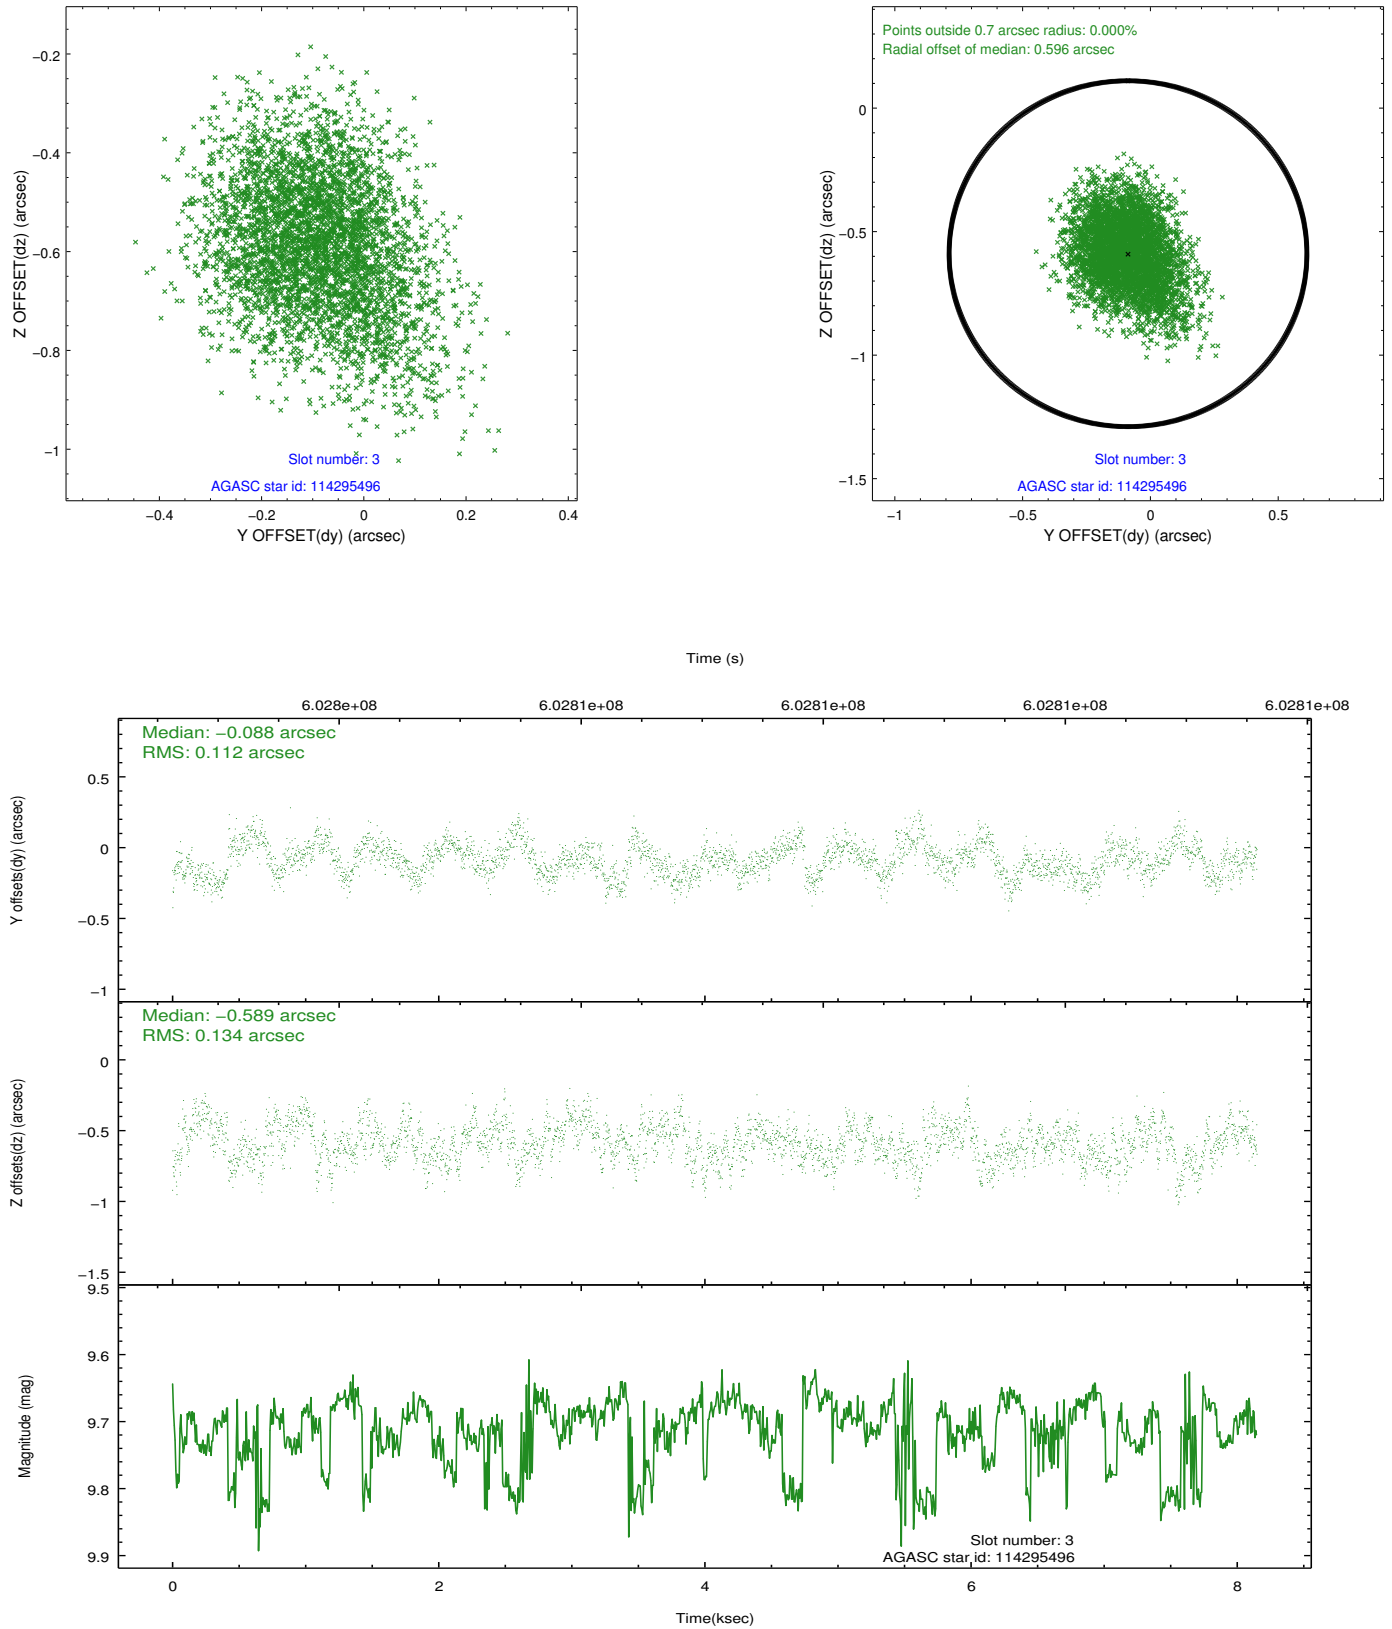 −0.2
−0.4
−0.6
−0.8
−1
Z OFFSET(dz) (arcsec)
Slot number: 3
AGASC star id: 114295496
−0.4
−0.2
0
0.2
0.4
Y OFFSET(dy) (arcsec)
Points outside 0.7 arcsec radius: 0.000%
Radial offset of median: 0.596 arcsec
0
−0.5
−1
−1.5
Z OFFSET(dz) (arcsec)
Slot number: 3
AGASC star id: 114295496
−1
−0.5
0
0.5
Y OFFSET(dy) (arcsec)
Time (s)
6.028e+08
6.0281e+08
6.0281e+08
6.0281e+08
6.0281e+08
Median: −0.088 arcsec
RMS: 0.112 arcsec
0.5
0
−0.5
−1
Y offsets(dy) (arcsec)
Median: −0.589 arcsec
RMS: 0.134 arcsec
0
−0.5
−1
−1.5
Z offsets(dz) (arcsec)
9.5
9.6
9.7
9.8
9.9
Magnitude (mag)
Slot number: 3
AGASC star id: 114295496
0
2
4
6
8
Time(ksec)